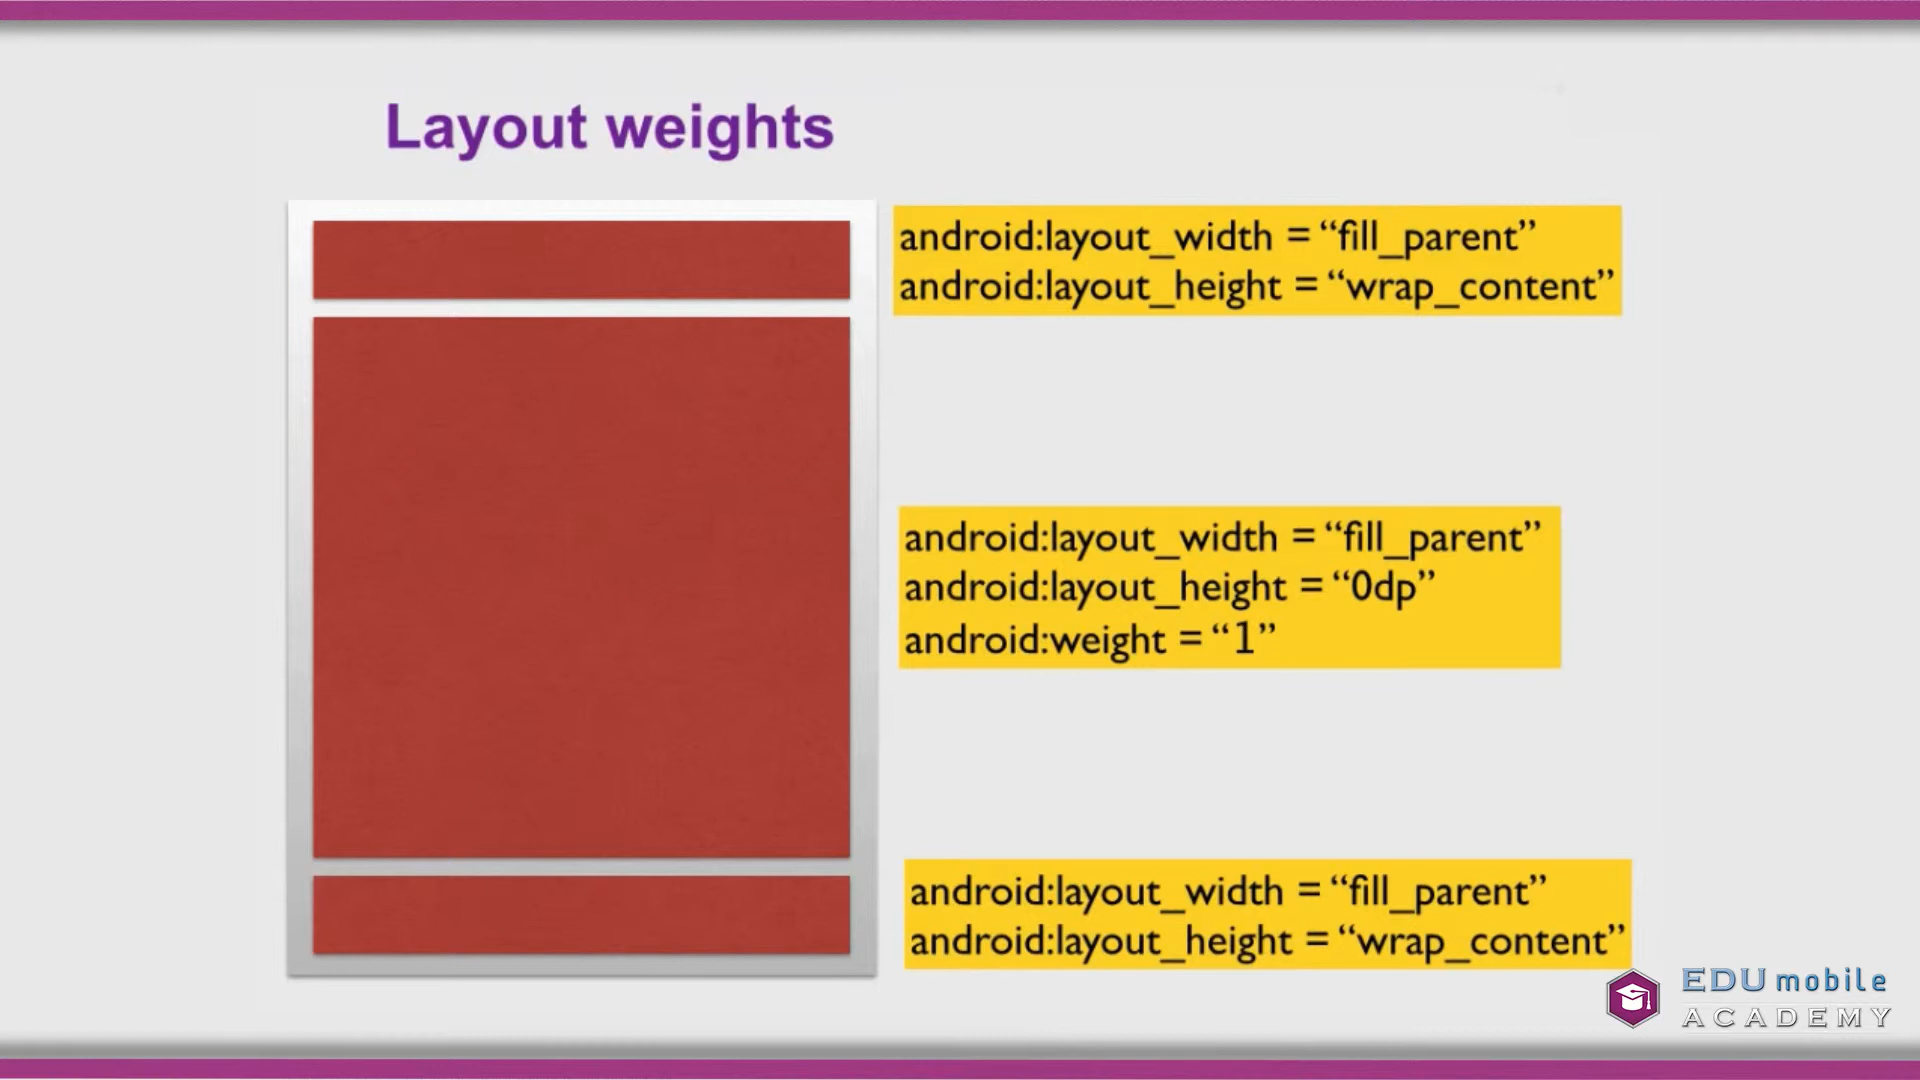 Layout weights
android:layout_width = “fill_parent”
android:layout_height = “wrap_content”
android:layout_width = “fill_parent”
android:layout_height = “0dp”
android:weight = “1”
android:layout_width = “fill_parent”
android:layout_height = “wrap_content”
EDU mobile
ACADEMY